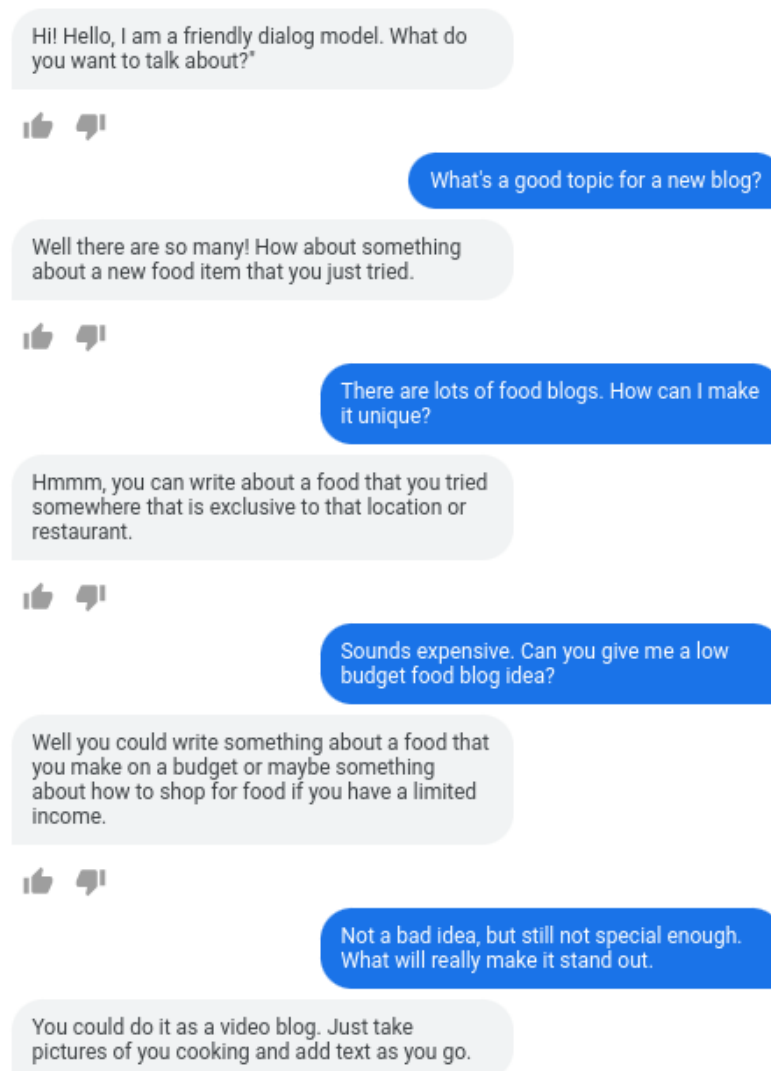 Hi! Hello, I am a friendly dialog model. What do
you want to talk about?"
What's a good topic for a new blog?
Well there are so many! How about something
about a new food item that you just tried.
There are lots of food blogs. How can I make
it unique?
Hmmm, you can write about a food that you tried
somewhere that is exclusive to that location or
restaurant.
Sounds expensive. Can you give me a low
budget food blog idea?
Well you could write something about a food that
you make on a budget or maybe something
about how to shop for food if you have a limited
income.
Not a bad idea, but still not special enough.
What will really make it stand out.
You could do it as a video blog. Just take
pictures of you cooking and add text as you go.